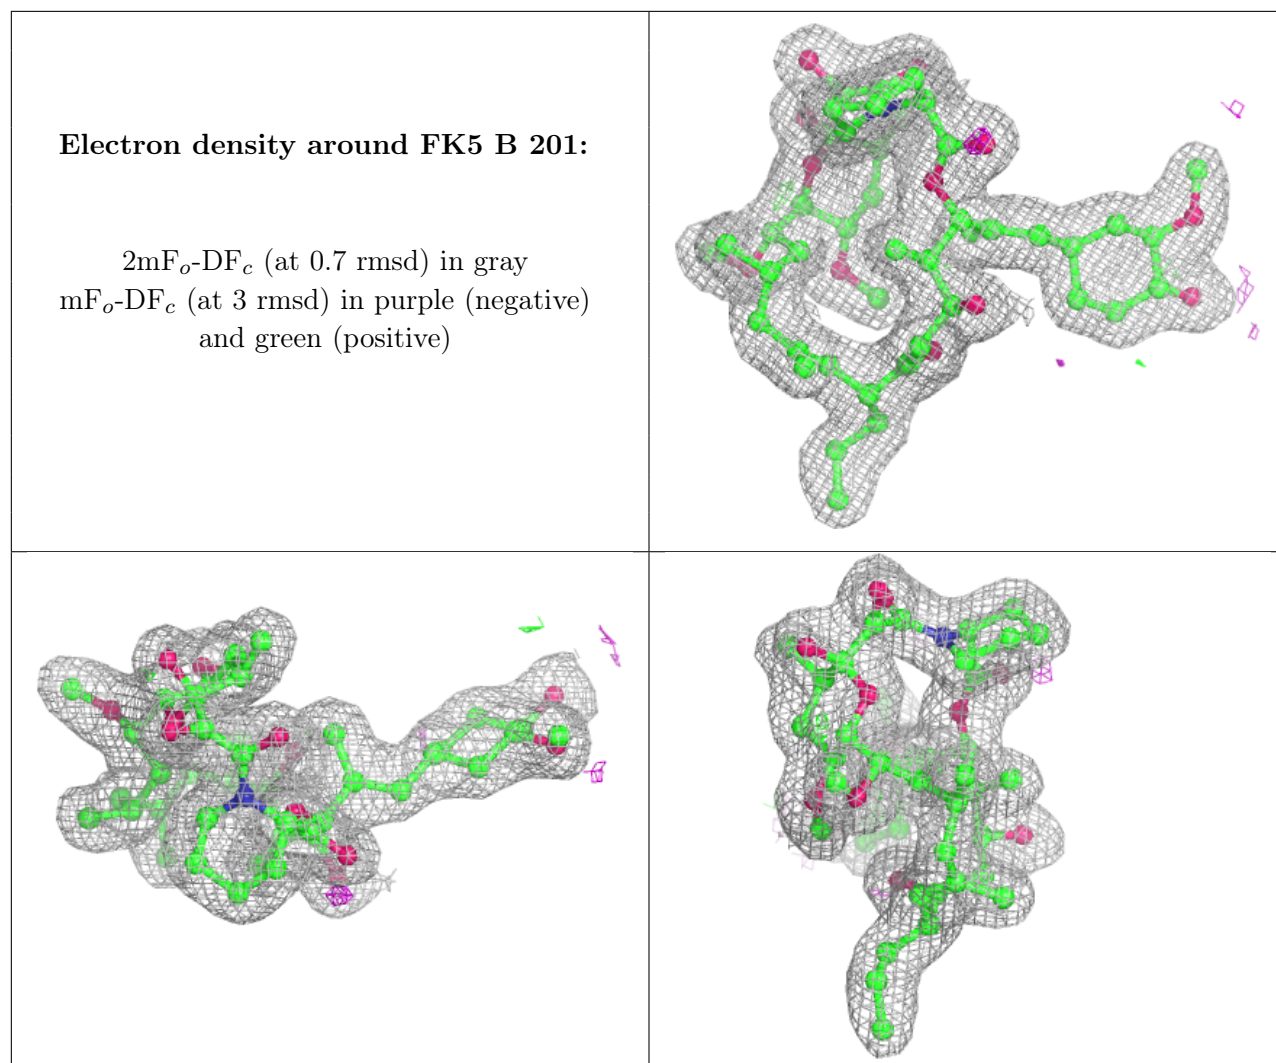 Electron density around FK5 B 201:
2mFₒ-DF𝒸 (at 0.7 rmsd) in gray
mFₒ-DF𝒸 (at 3 rmsd) in purple (negative)
and green (positive)